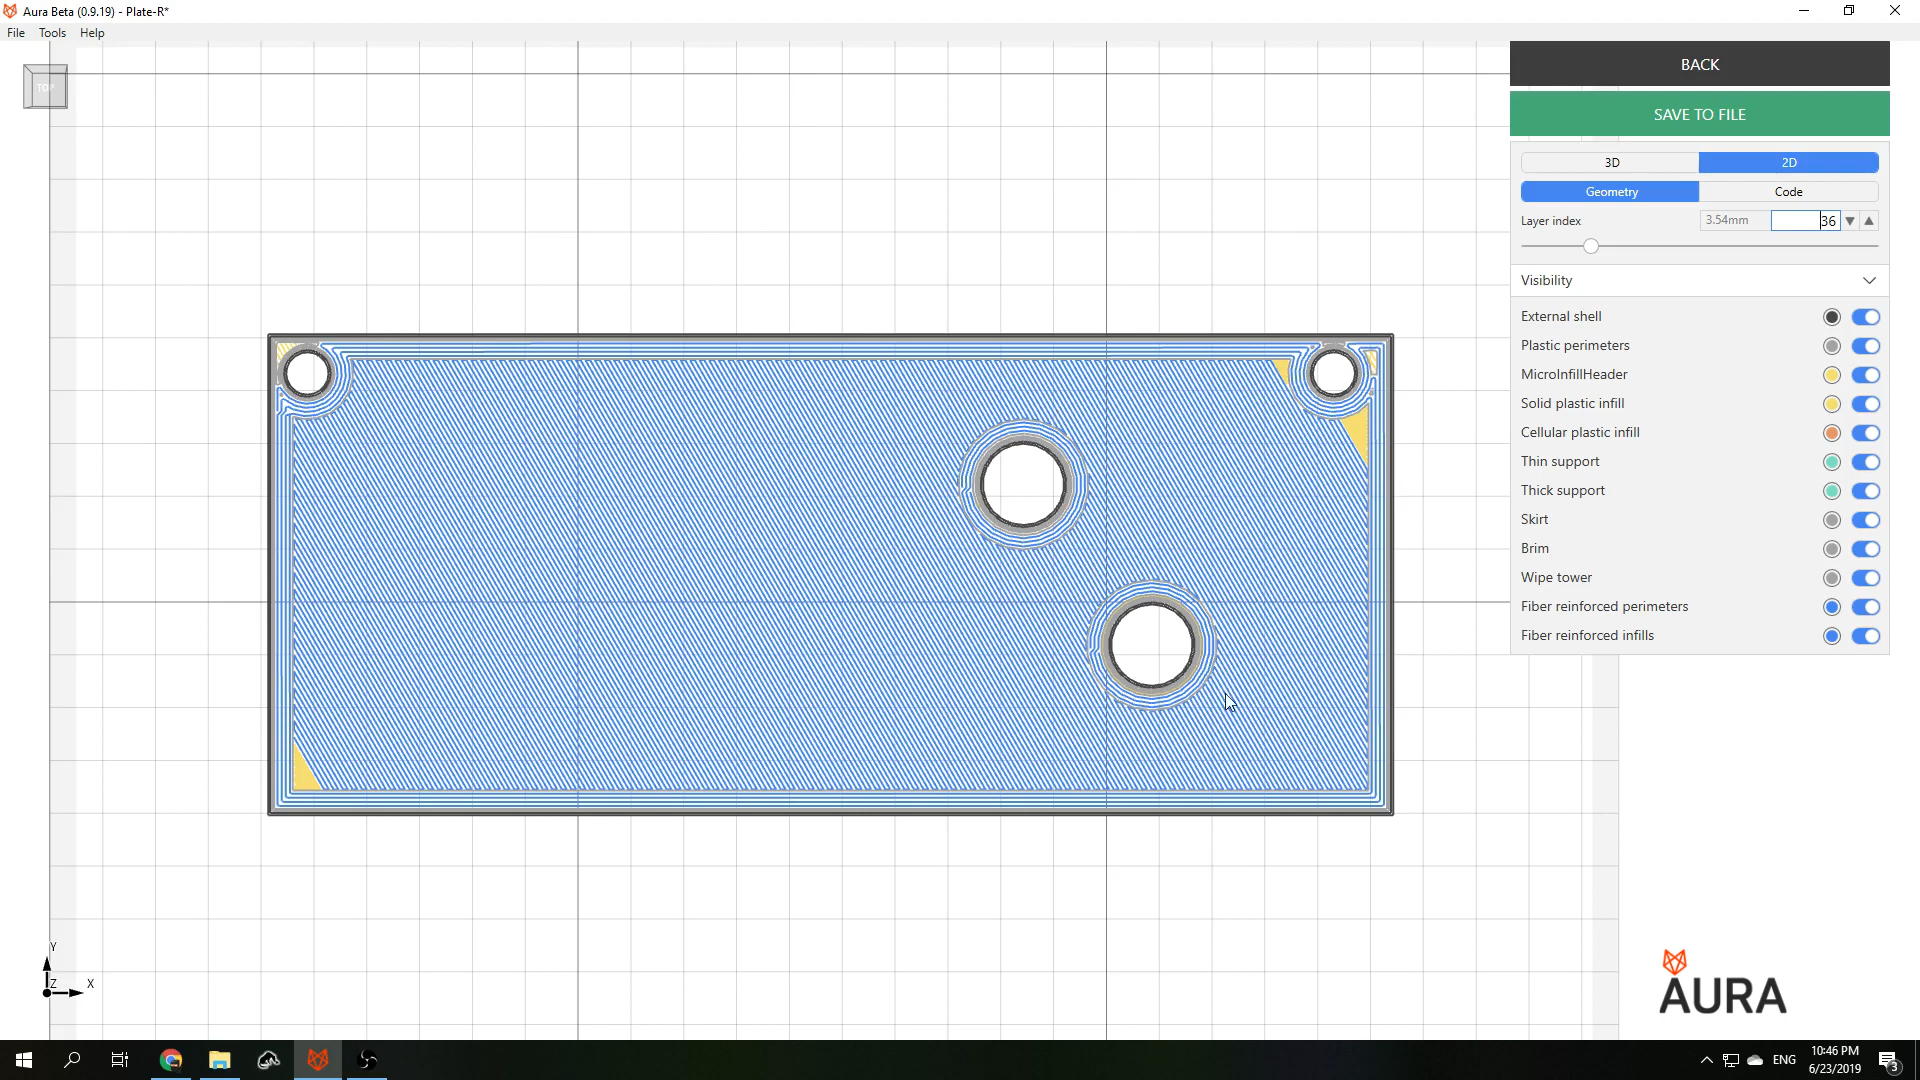 Aura Beta (0.9.19) - Plate-R*
File Tools Help
TOP
BACK
SAVE TO FILE
3D 2D
Geometry Code
Layer index 3.54mm 36
Visibility
External shell
Plastic perimeters
MicroInfillHeader
Solid plastic infill
Cellular plastic infill
Thin support
Thick support
Skirt
Brim
Wipe tower
Fiber reinforced perimeters
Fiber reinforced infills
Y
Z X
AURA
ENG 10:46 PM
6/23/2019 3